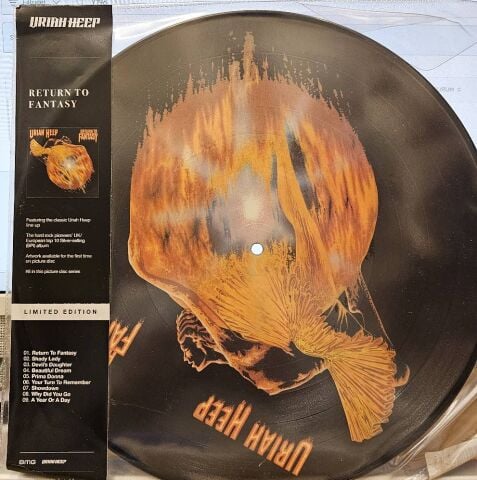 URIAH HEEP
RETURN TO
FANTASY
URIAH HEEP
RETURN TO
FANTASY
Featuring the classic Uriah Heep
line up
The hard rock pioneers' UK/
European top 10 Silver-selling
(BPI) album
Artwork available for the first time
on picture disc
#8 in this picture disc series
LIMITED EDITION
01. Return To Fantasy
02. Shady Lady
03. Devil's Daughter
04. Beautiful Dream
05. Prima Donna
06. Your Turn To Remember
07. Showdown
08. Why Did You Go
09. A Year Or A Day
BMG URIAH HEEP
FA
URIAH HEEP